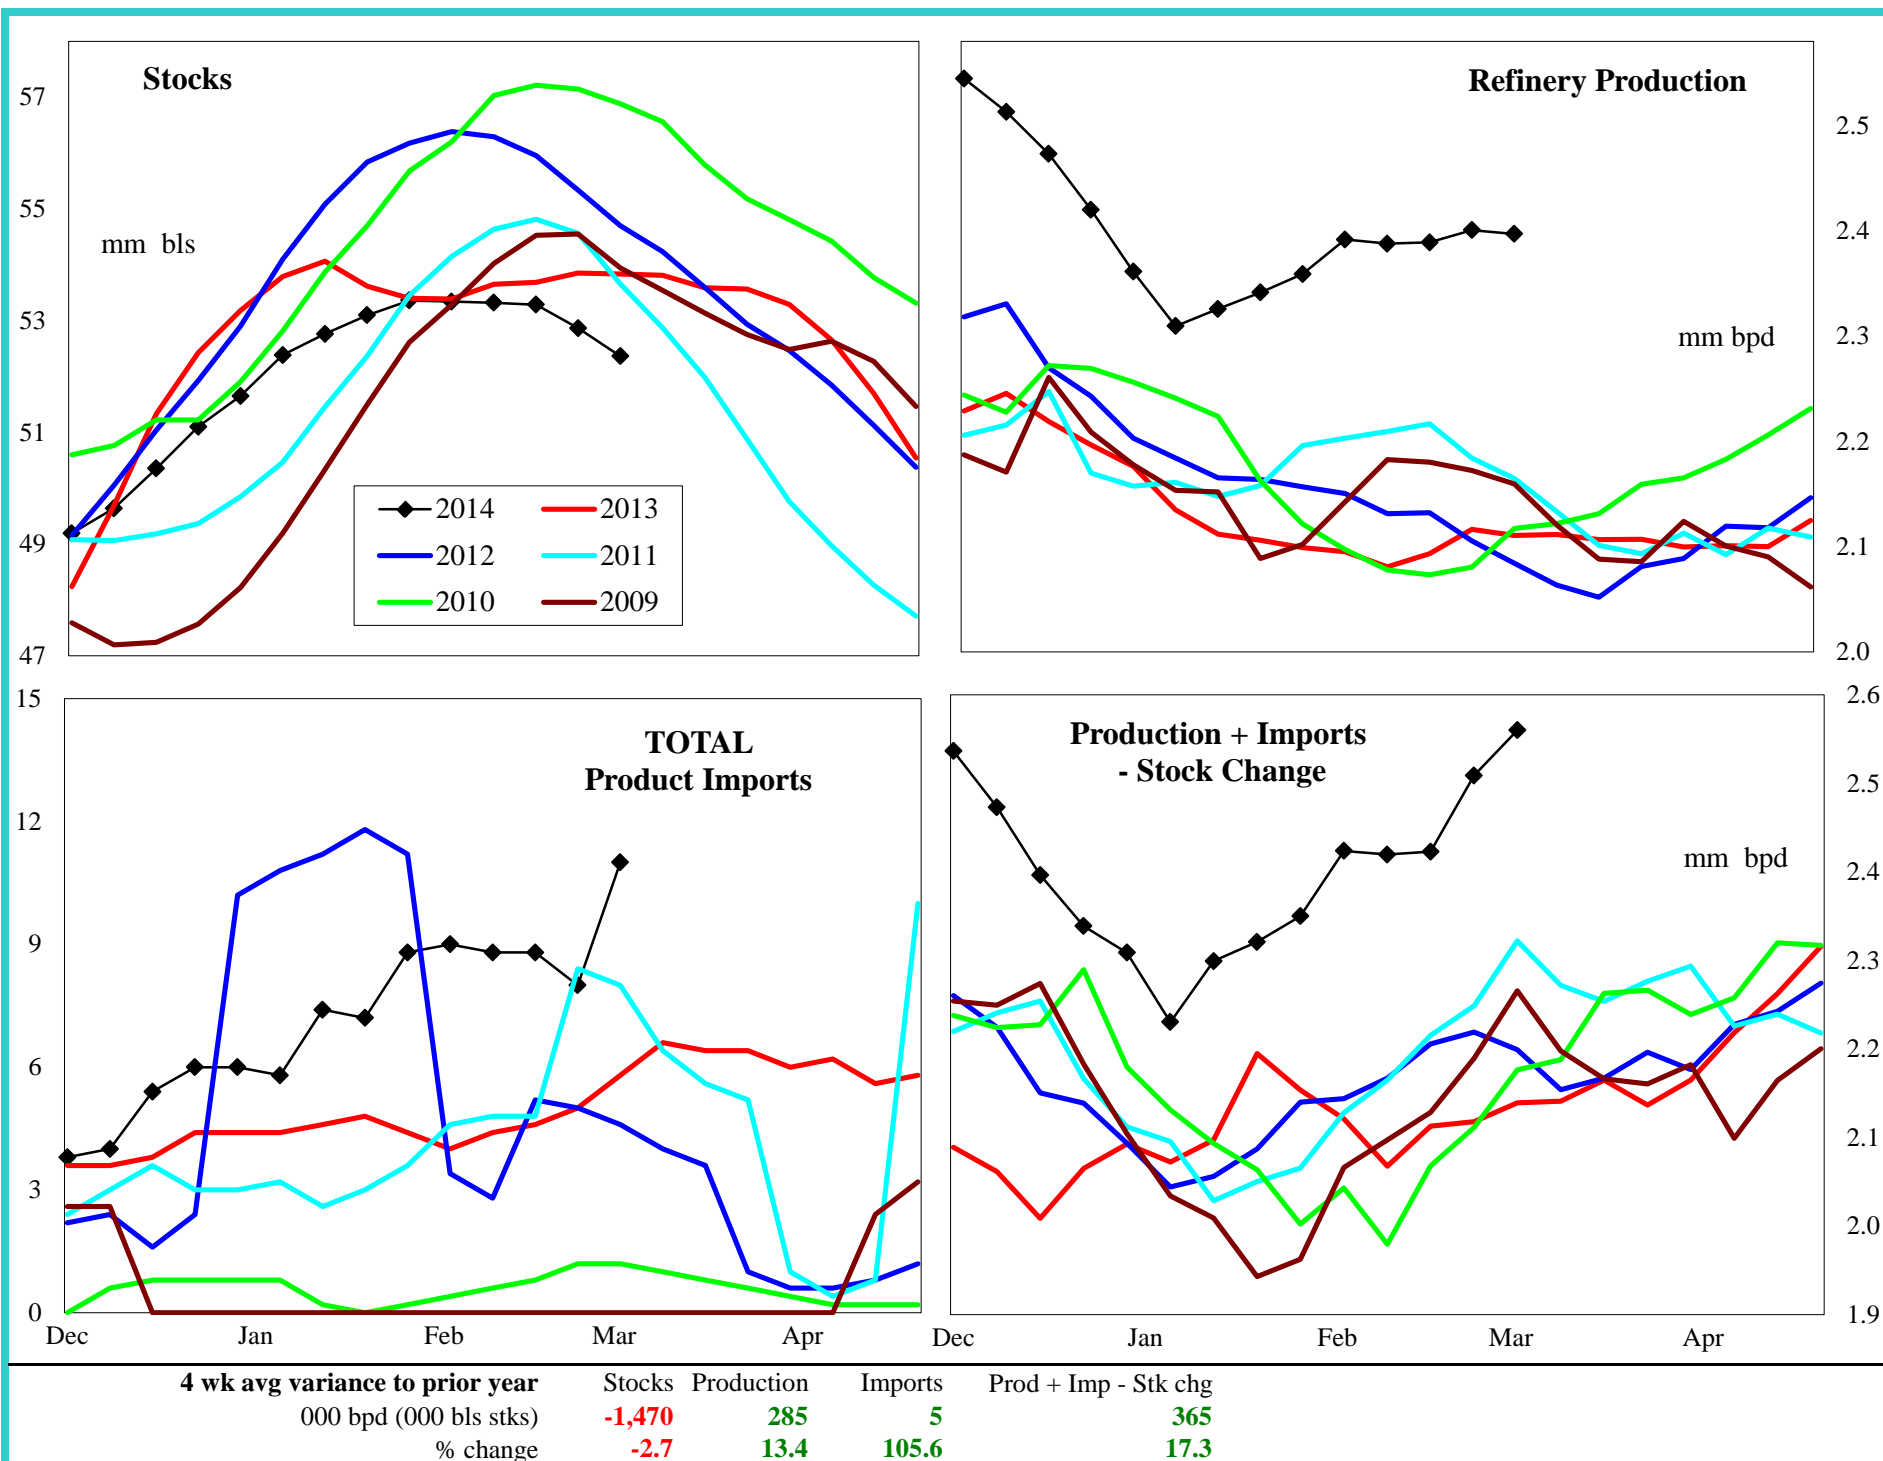 Stocks
57
55
53
51
49
47
mm bls
2014 2013
2012 2011
2010 2009
Refinery Production
2.5
2.4
2.3
2.2
2.1
2.0
mm bpd
TOTAL
Product Imports
15
12
9
6
3
0
Dec Jan Feb Mar Apr
Production + Imports
- Stock Change
2.6
2.5
2.4
2.3
2.2
2.1
2.0
1.9
mm bpd
Dec Jan Feb Mar Apr
4 wk avg variance to prior year Stocks Production Imports Prod + Imp - Stk chg
000 bpd (000 bls stks) -1,470 285 5 365
% change -2.7 13.4 105.6 17.3